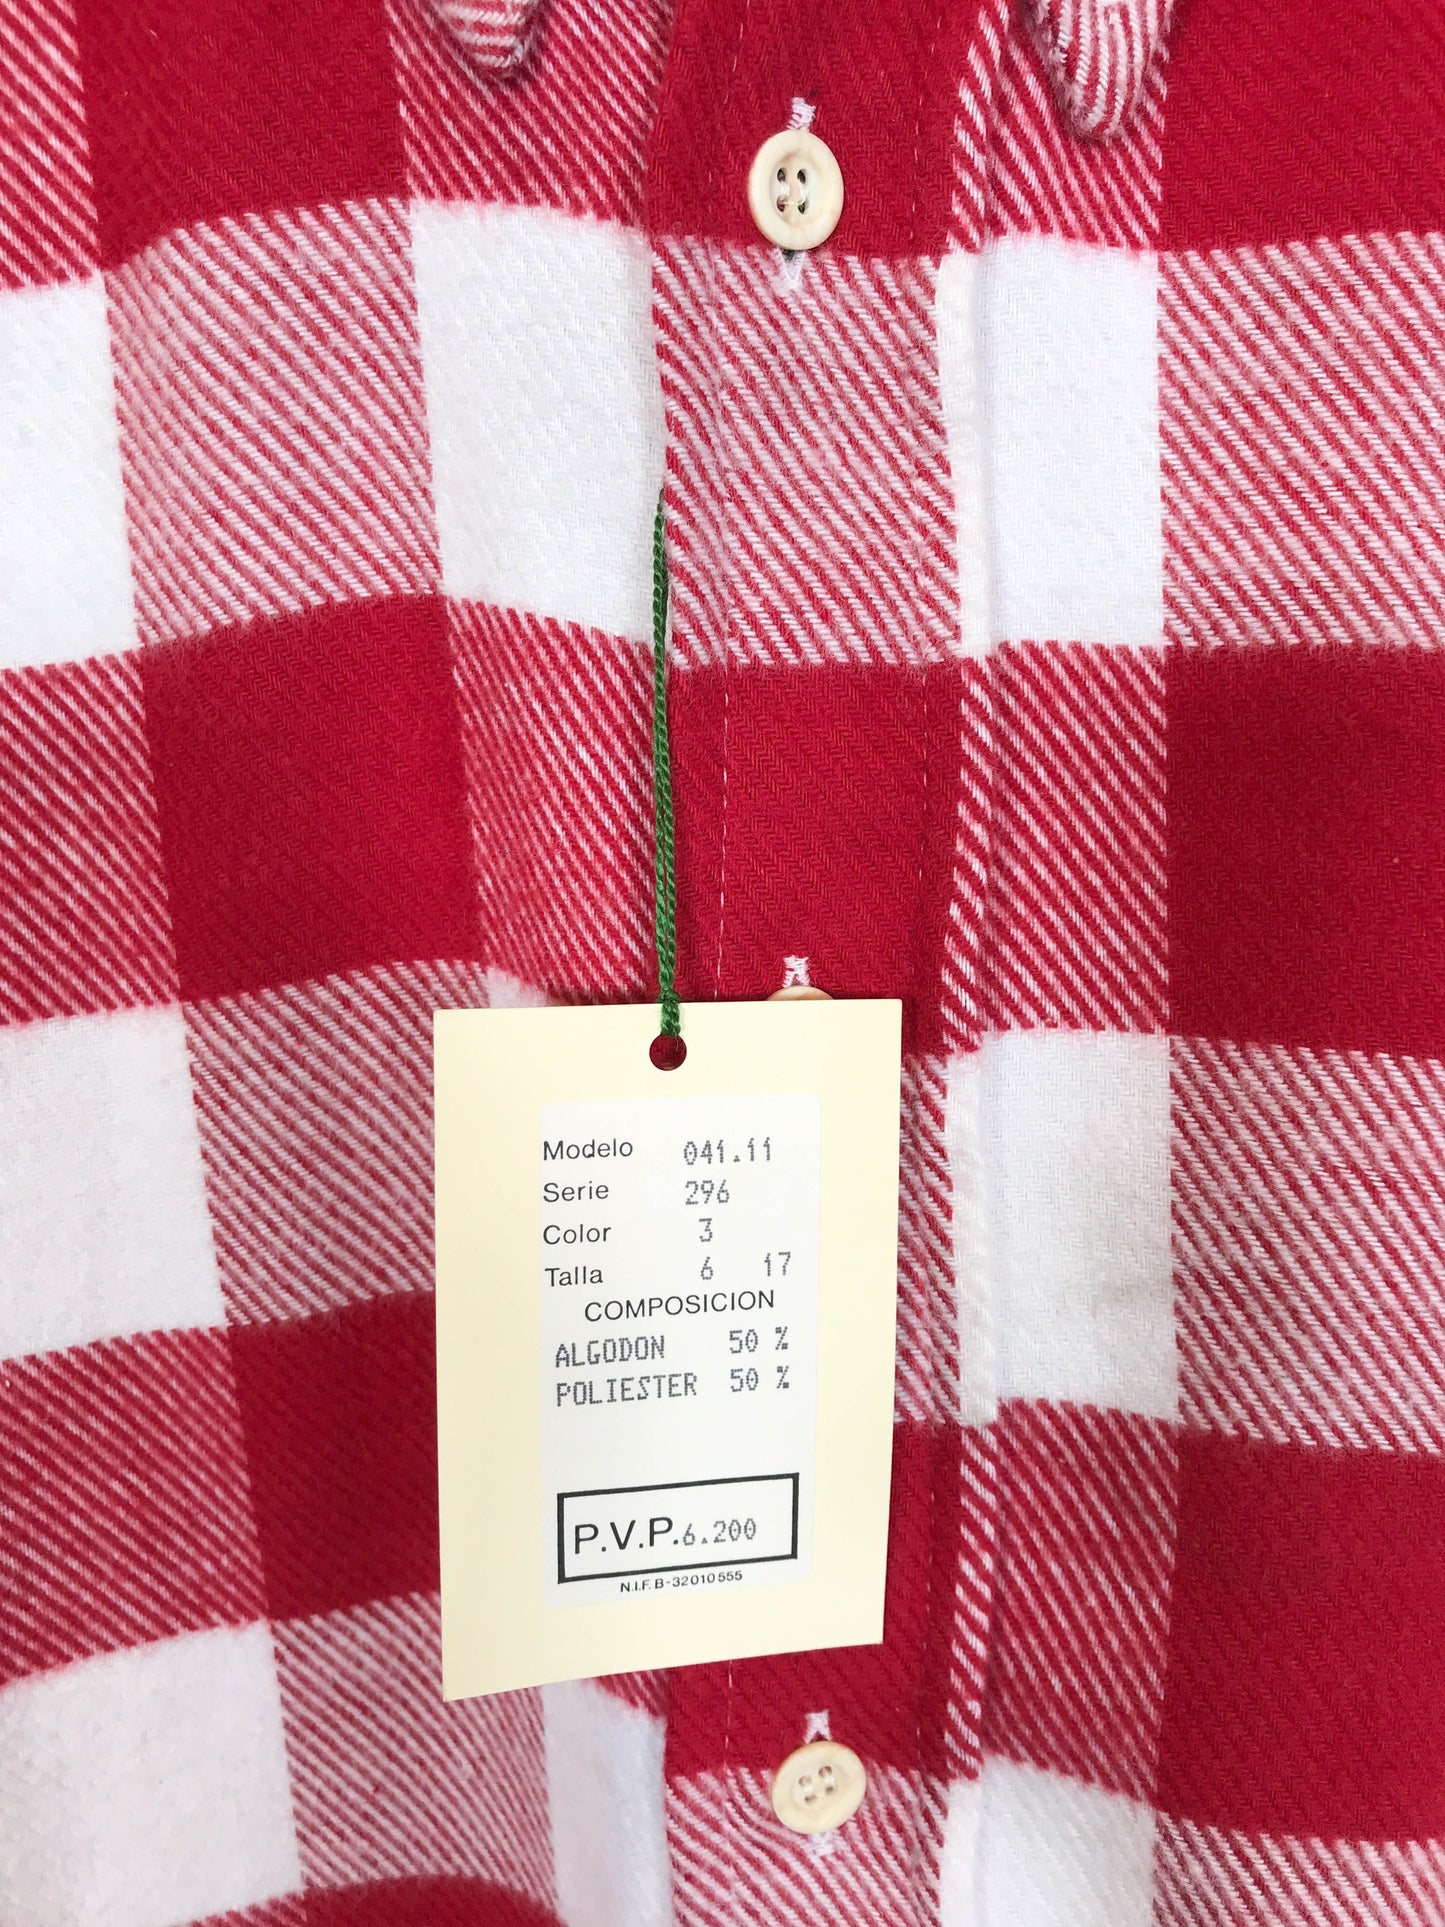 Modelo 041.11
Serie 296
Color 3
Talla 6 17
COMPOSICION
ALGODON 50 %
POLIESTER 50 %
P.V.P. 6.200
N.I.F. B-32010555